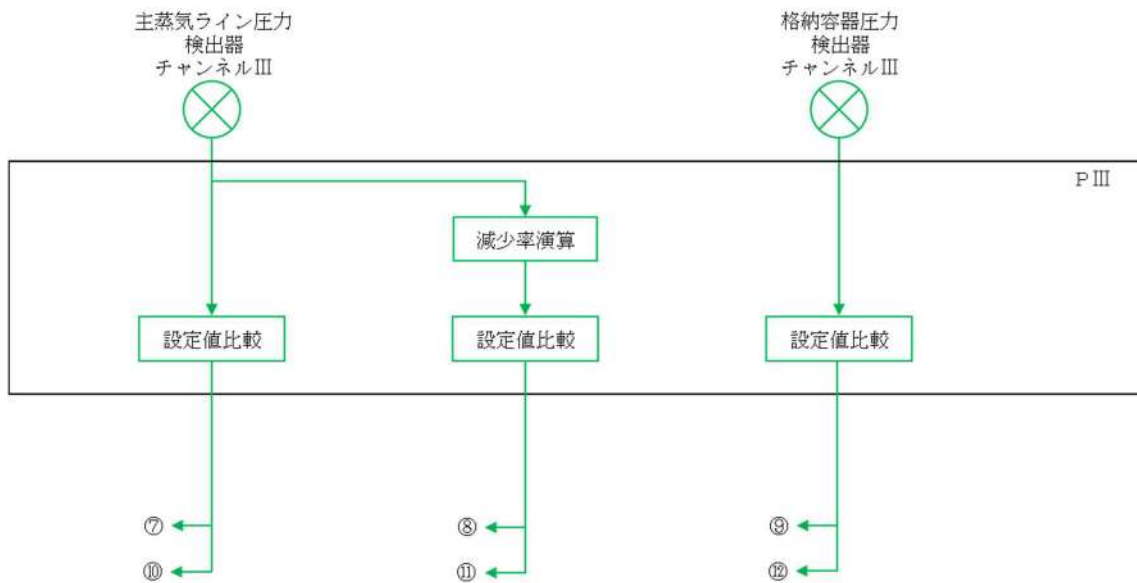 主蒸気ライン圧力
検出器
チャンネルⅢ
格納容器圧力
検出器
チャンネルⅢ
PⅢ
減少率演算
設定値比較
設定値比較
設定値比較
⑦
⑧
⑨
⑩
⑪
⑫